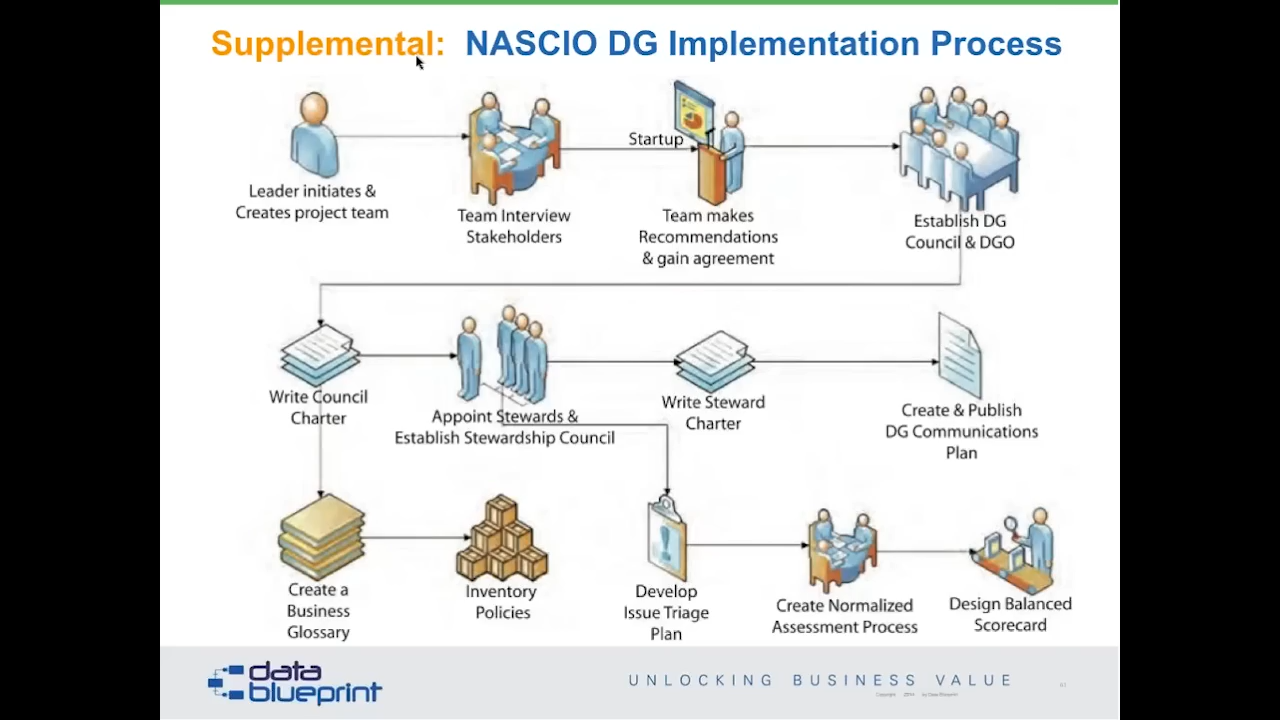 Supplemental: NASCIO DG Implementation Process
Startup
Leader initiates &
Creates project team
Team Interview
Stakeholders
Team makes
Recommendations
& gain agreement
Establish DG
Council & DGO
Write Council
Charter
Appoint Stewards &
Establish Stewardship Council
Write Steward
Charter
Create & Publish
DG Communications
Plan
Create a
Business
Glossary
Inventory
Policies
Develop
Issue Triage
Plan
Create Normalized
Assessment Process
Design Balanced
Scorecard
data
blueprint
UNLOCKING BUSINESS VALUE